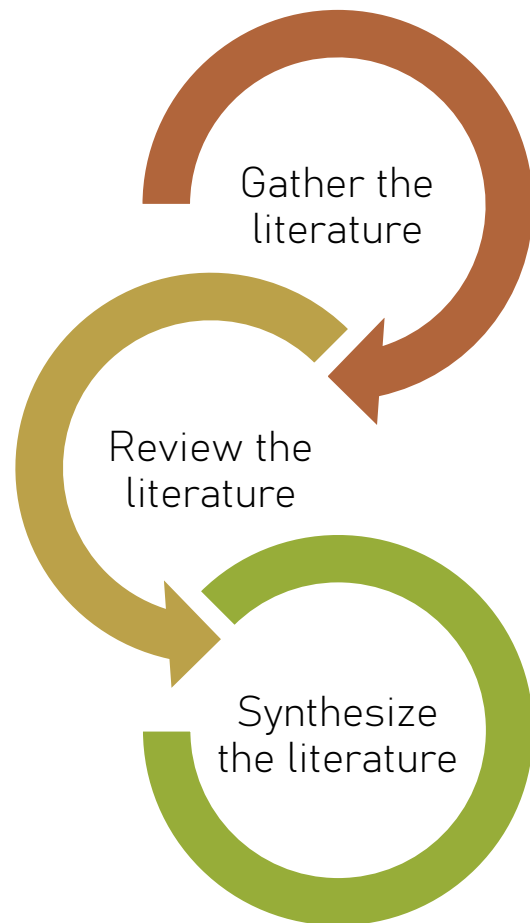 Gather the
literature
Review the
literature
Synthesize
the literature